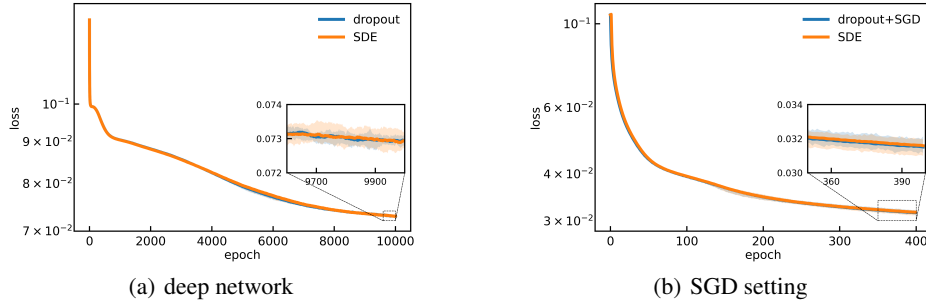 dropout
SDE
10⁻¹
9 × 10⁻²
8 × 10⁻²
7 × 10⁻²
loss
0.074
0.073
0.072
9700 9900
0 2000 4000 6000 8000 10000
epoch
(a) deep network
dropout+SGD
SDE
10⁻¹
6 × 10⁻²
4 × 10⁻²
3 × 10⁻²
loss
0.034
0.032
0.030
360 390
0 100 200 300 400
epoch
(b) SGD setting